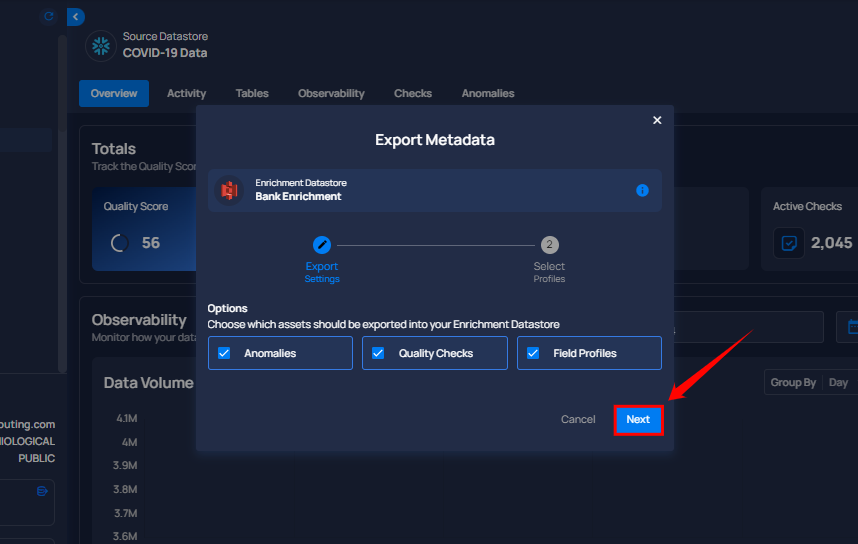 Source Datastore
COVID-19 Data
Overview
Activity
Tables
Observability
Checks
Anomalies
Export Metadata
Totals
Track the Quality
Enrichment Datastore
Bank Enrichment
Quality Score
Active Checks
56
2,045
2
Export
Select
Settings
Profiles
Options
Observability
Choose which assets should be exported into your Enrichment Datastore
Monitor how your
Anomalies
Quality Checks
Field Profiles
Data Volume
Group By
Day
4.1M
Cancel
Next
4M
3.9M
3.8M
3.7M
3.6M
outing.com
IOLOGICAL
PUBLIC